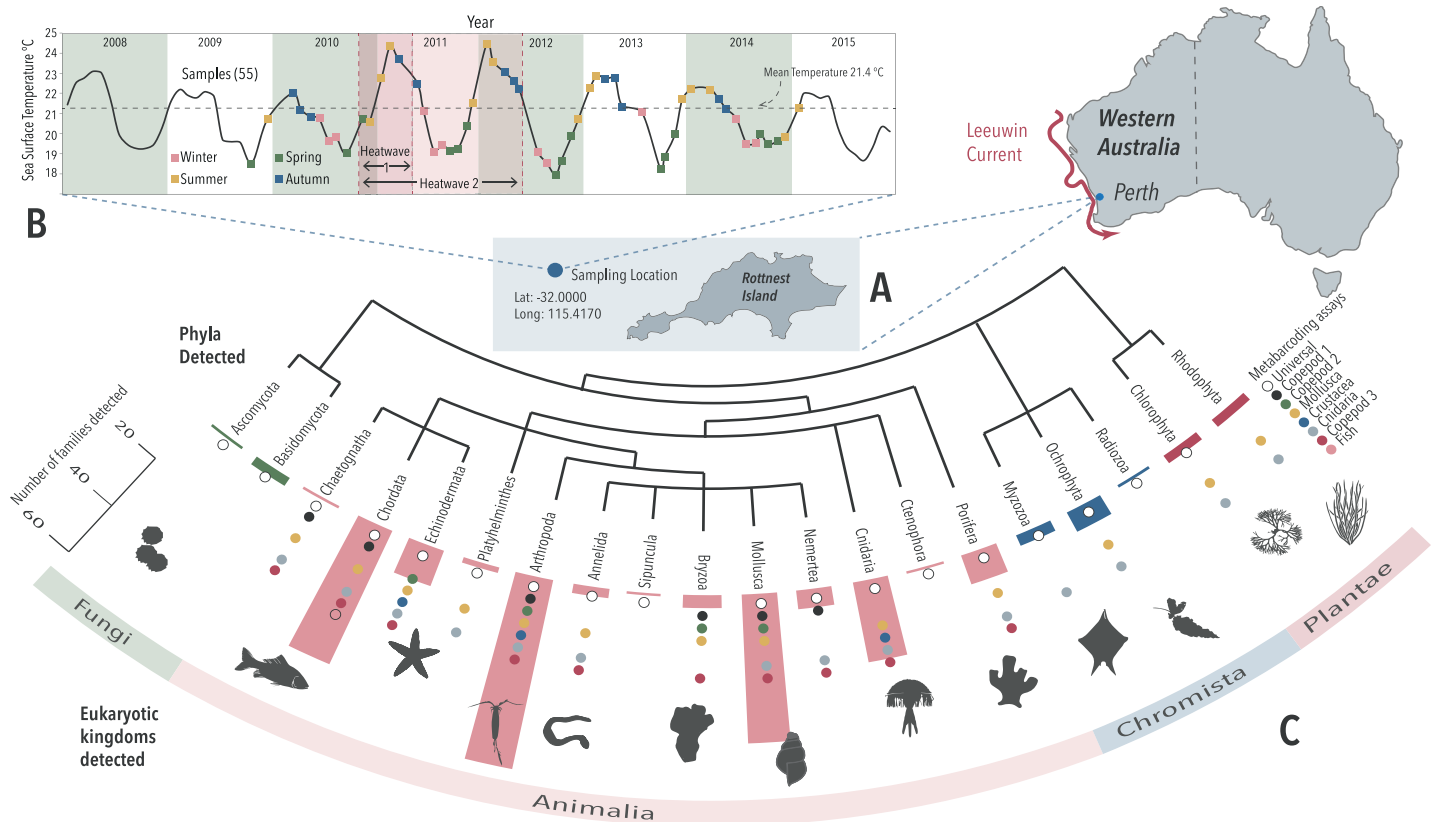 B
Year
Sea Surface Temperature °C
25
24
23
22
21
20
19
18
2008
2009
2010
2011
2012
2013
2014
2015
Samples (55)
Mean Temperature 21.4 °C
Winter
Spring
Summer
Autumn
Heatwave
1
Heatwave 2
Leeuwin
Current
Western
Australia
Perth
A
Sampling Location
Lat: -32.0000
Long: 115.4170
Rottnest
Island
Phyla
Detected
Number of families detected
20
40
60
Ascomycota
Basidomycota
Chaetognatha
Chordata
Echinodermata
Platyhelminthes
Arthropoda
Annelida
Sipuncula
Bryzoa
Mollusca
Nemertea
Cnidaria
Ctenophora
Porifera
Myzozoa
Ochrophyta
Radiozoa
Chlorophyta
Rhodophyta
Metabarcoding assays
Universal
Copepod 1
Copepod 2
Mollusca
Crustacea
Cnidaria
Copepod 3
Fish
Eukaryotic
kingdoms
detected
Fungi
Animalia
Chromista
Plantae
C